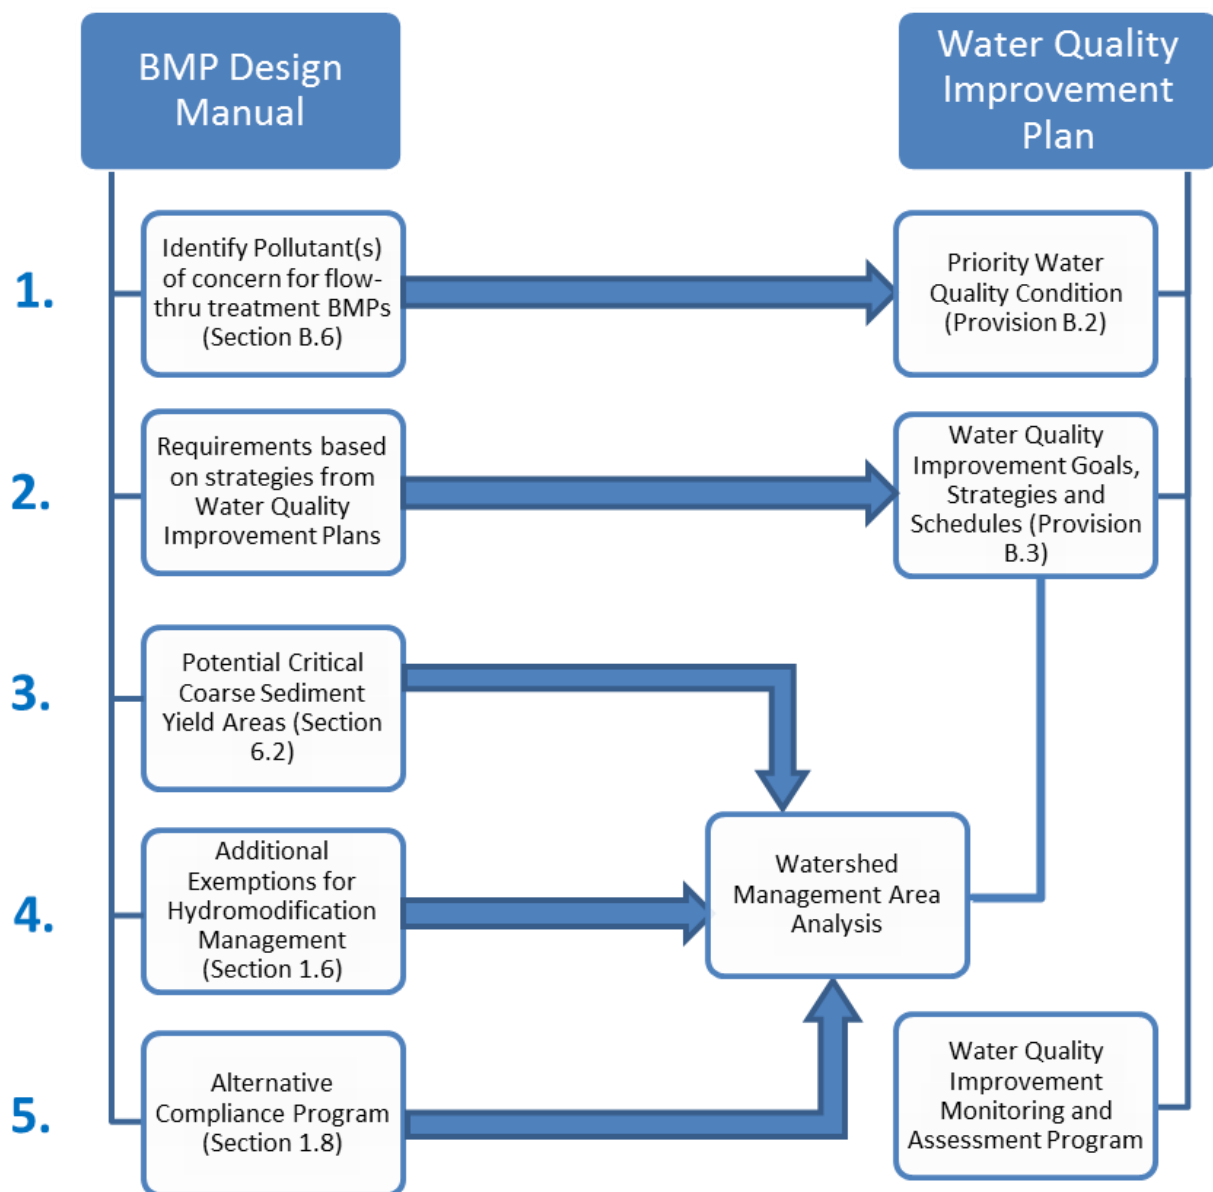 BMP Design
Manual
Water Quality
Improvement
Plan
1.
Identify Pollutant(s)
of concern for flow-
thru treatment BMPs
(Section B.6)
Priority Water
Quality Condition
(Provision B.2)
2.
Requirements based
on strategies from
Water Quality
Improvement Plans
Water Quality
Improvement Goals,
Strategies and
Schedules (Provision
B.3)
3.
Potential Critical
Coarse Sediment
Yield Areas (Section
6.2)
4.
Additional
Exemptions for
Hydromodification
Management
(Section 1.6)
Watershed
Management Area
Analysis
5.
Alternative
Compliance Program
(Section 1.8)
Water Quality
Improvement
Monitoring and
Assessment Program